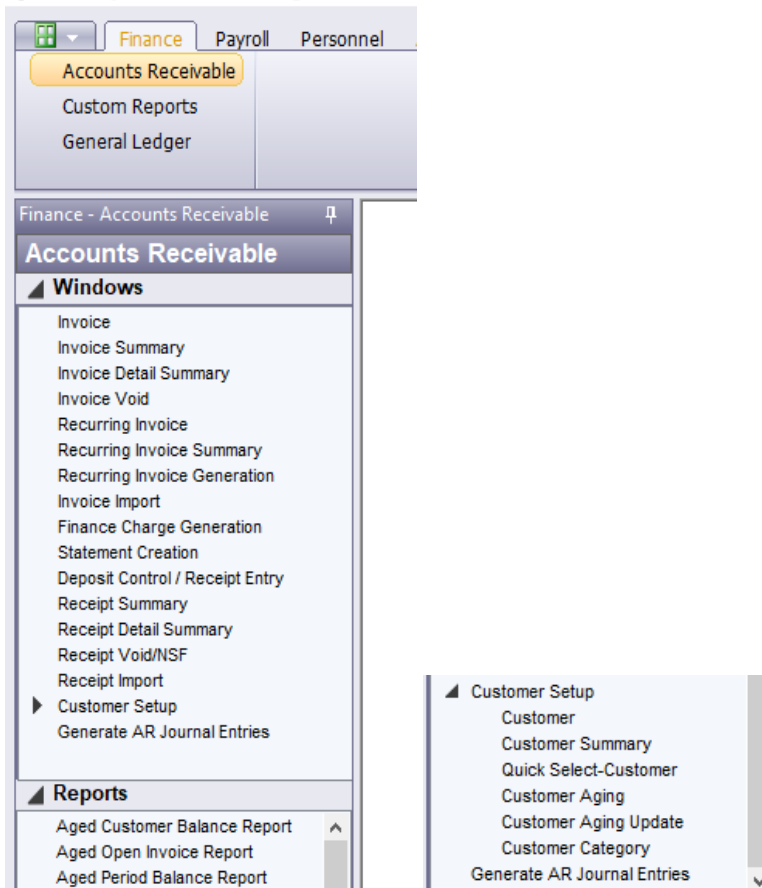 Finance Payroll Personnel
Accounts Receivable
Custom Reports
General Ledger
Finance - Accounts Receivable
Accounts Receivable
Windows
Invoice
Invoice Summary
Invoice Detail Summary
Invoice Void
Recurring Invoice
Recurring Invoice Summary
Recurring Invoice Generation
Invoice Import
Finance Charge Generation
Statement Creation
Deposit Control / Receipt Entry
Receipt Summary
Receipt Detail Summary
Receipt Void/NSF
Receipt Import
Customer Setup
Generate AR Journal Entries
Reports
Aged Customer Balance Report
Aged Open Invoice Report
Aged Period Balance Report
Customer Setup
Customer
Customer Summary
Quick Select-Customer
Customer Aging
Customer Aging Update
Customer Category
Generate AR Journal Entries